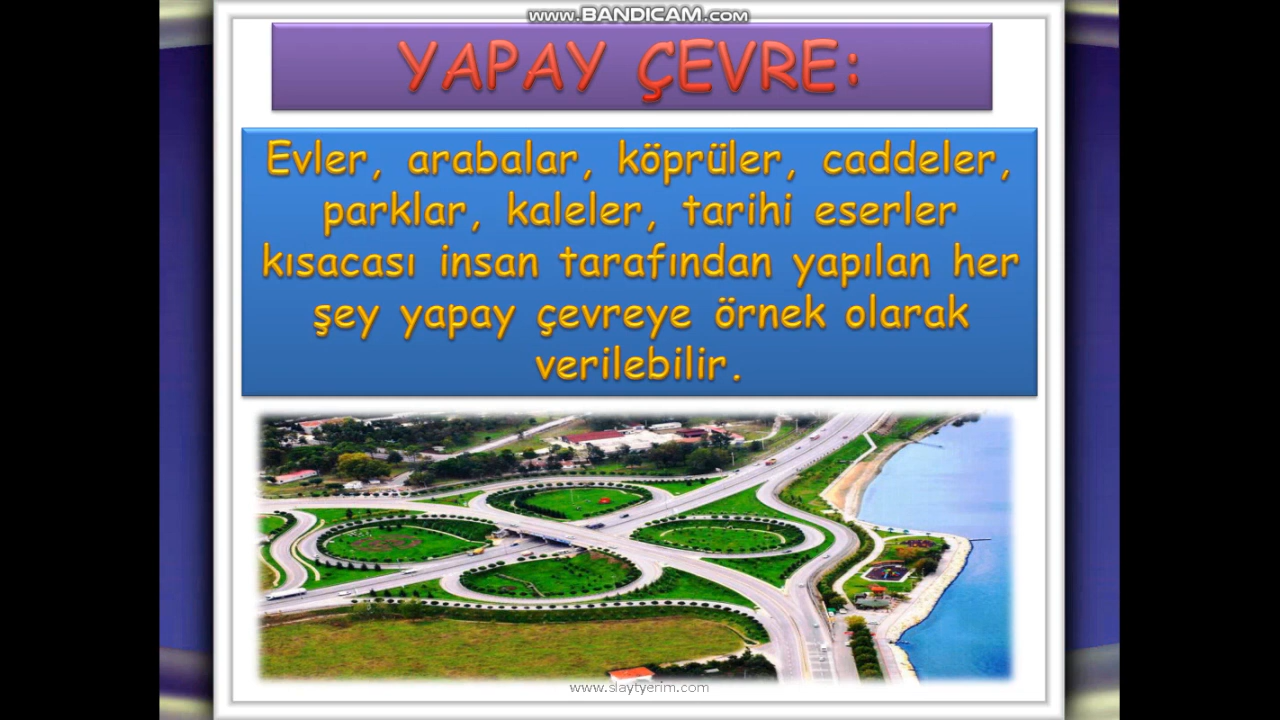 www.BANDICAM.com
YAPAY ÇEVRE:
Evler, arabalar, köprüler, caddeler,
parklar, kaleler, tarihi eserler
kısacası insan tarafından yapılan her
şey yapay çevreye örnek olarak
verilebilir.
www.slaytyerim.com